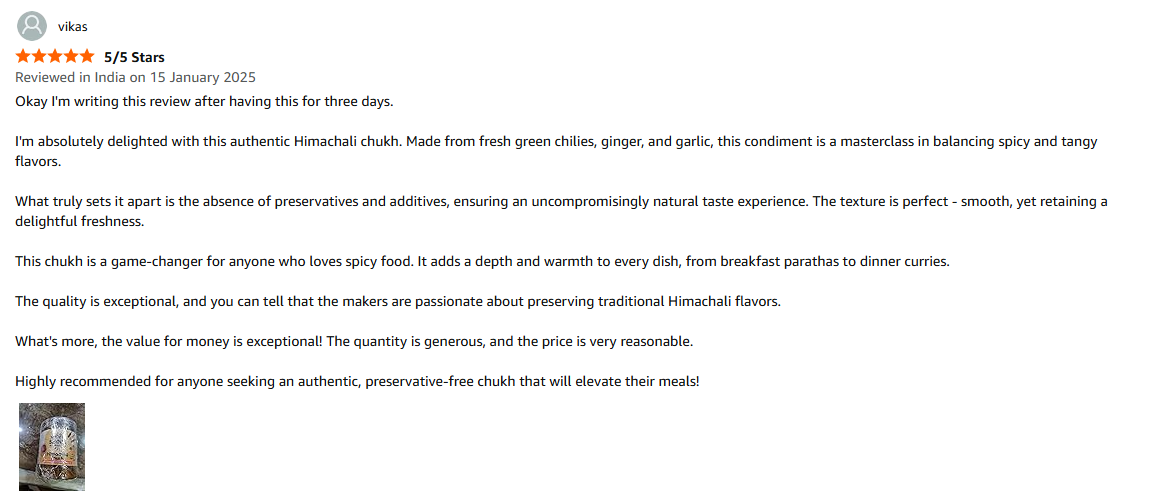 vikas
5/5 Stars
Reviewed in India on 15 January 2025
Okay I'm writing this review after having this for three days.
I'm absolutely delighted with this authentic Himachali chukh. Made from fresh green chilies, ginger, and garlic, this condiment is a masterclass in balancing spicy and tangy
flavors.
What truly sets it apart is the absence of preservatives and additives, ensuring an uncompromisingly natural taste experience. The texture is perfect - smooth, yet retaining a
delightful freshness.
This chukh is a game-changer for anyone who loves spicy food. It adds a depth and warmth to every dish, from breakfast parathas to dinner curries.
The quality is exceptional, and you can tell that the makers are passionate about preserving traditional Himachali flavors.
What's more, the value for money is exceptional! The quantity is generous, and the price is very reasonable.
Highly recommended for anyone seeking an authentic, preservative-free chukh that will elevate their meals!